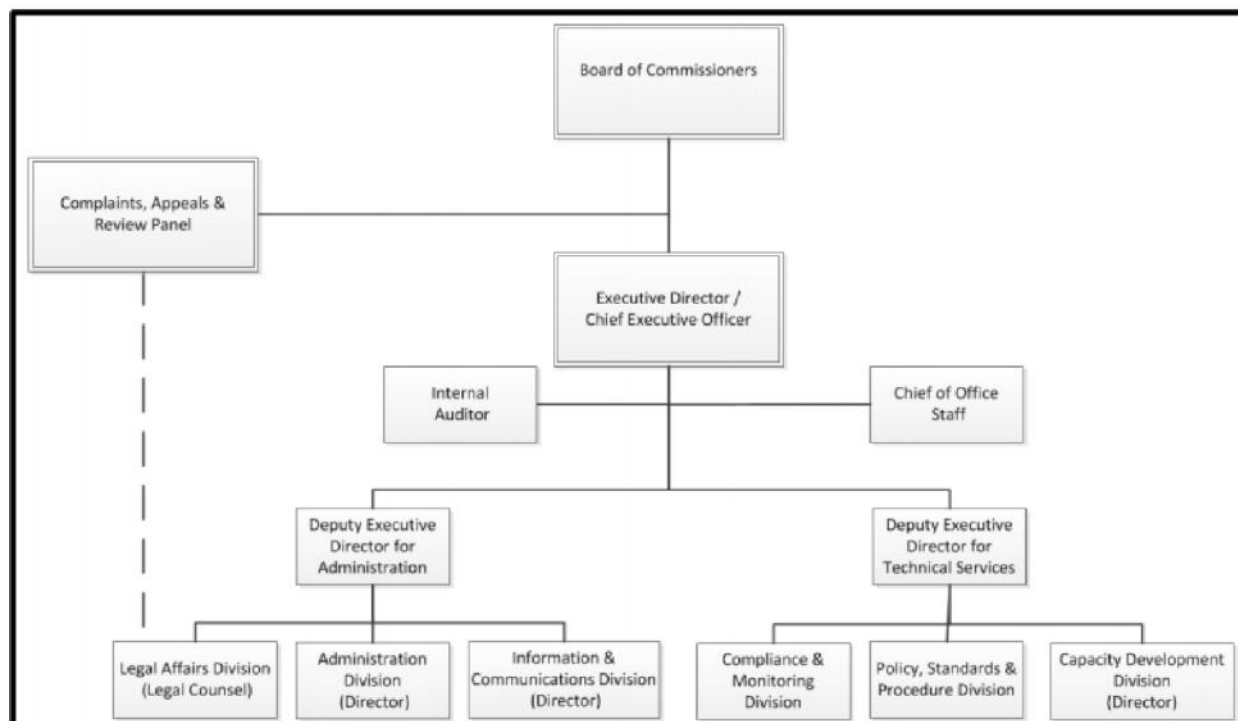 Board of Commissioners
Complaints, Appeals &
Review Panel
Executive Director /
Chief Executive Officer
Internal
Auditor
Chief of Office
Staff
Deputy Executive
Director for
Administration
Deputy Executive
Director for
Technical Services
Legal Affairs Division
(Legal Counsel)
Administration
Division
(Director)
Information &
Communications Division
(Director)
Compliance &
Monitoring
Division
Policy, Standards &
Procedure Division
Capacity Development
Division
(Director)